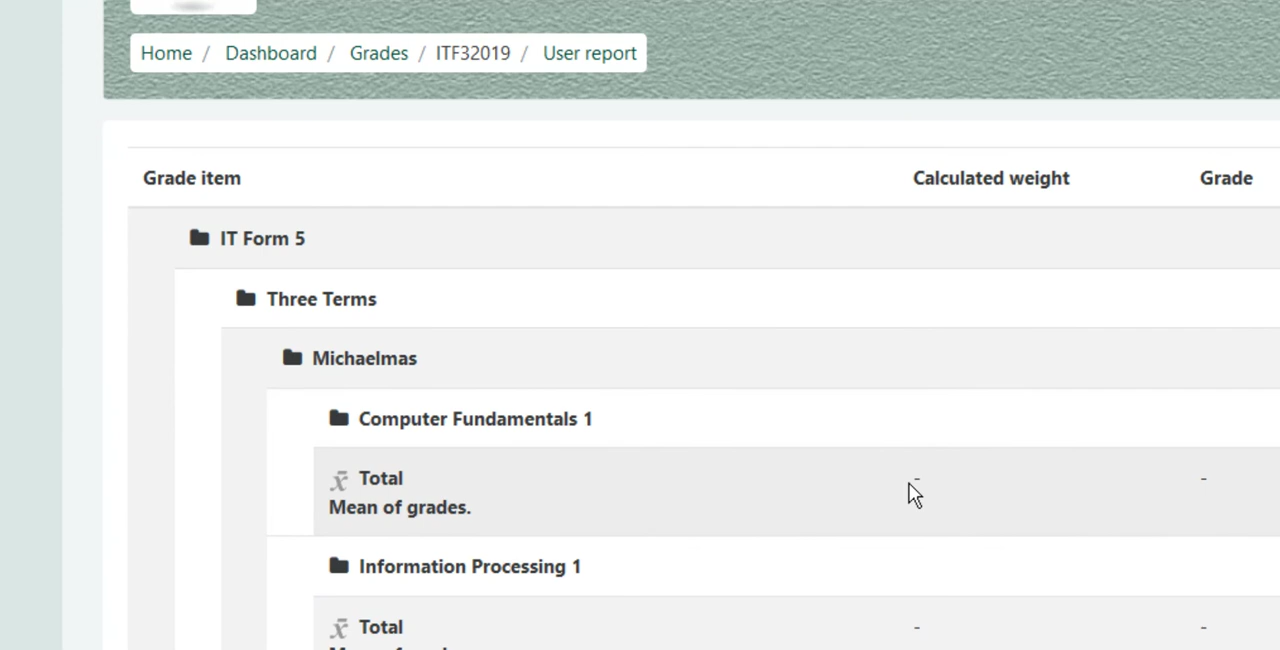 Home / Dashboard / Grades / ITF32019 / User report
Grade item Calculated weight Grade
IT Form 5
Three Terms
Michaelmas
Computer Fundamentals 1
x̄ Total - -
Mean of grades.
Information Processing 1
x̄ Total - -